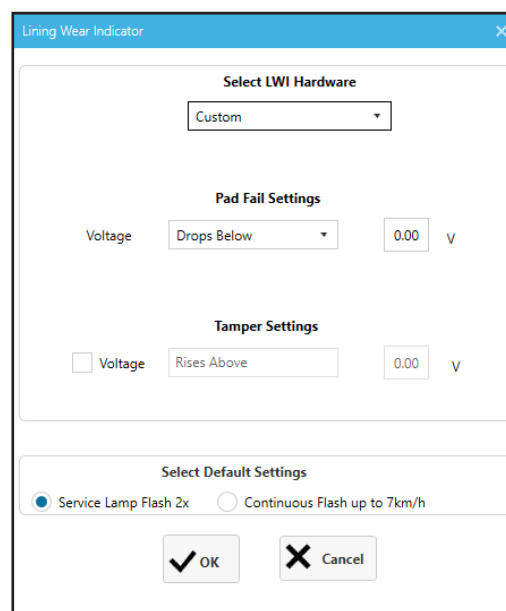 Lining Wear Indicator
Select LWI Hardware
Custom
Pad Fail Settings
Voltage Drops Below 0.00 V
Tamper Settings
Voltage Rises Above 0.00 V
Select Default Settings
Service Lamp Flash 2x Continuous Flash up to 7km/h
OK Cancel